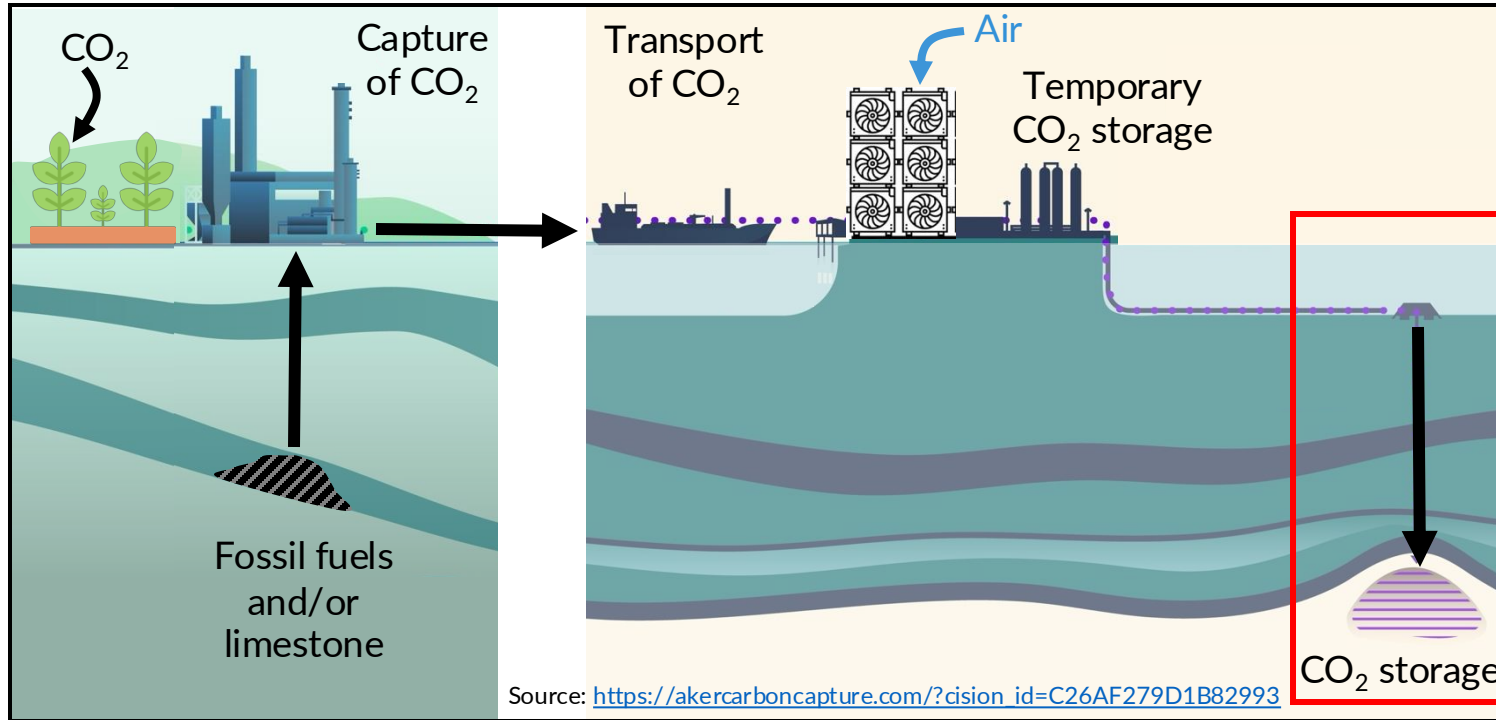 CO₂
Capture
of CO₂
Transport
of CO₂
Air
Temporary
CO₂ storage
Fossil fuels
and/or
limestone
CO₂ storage
Source: https://akercarboncapture.com/?cision_id=C26AF279D1B82993